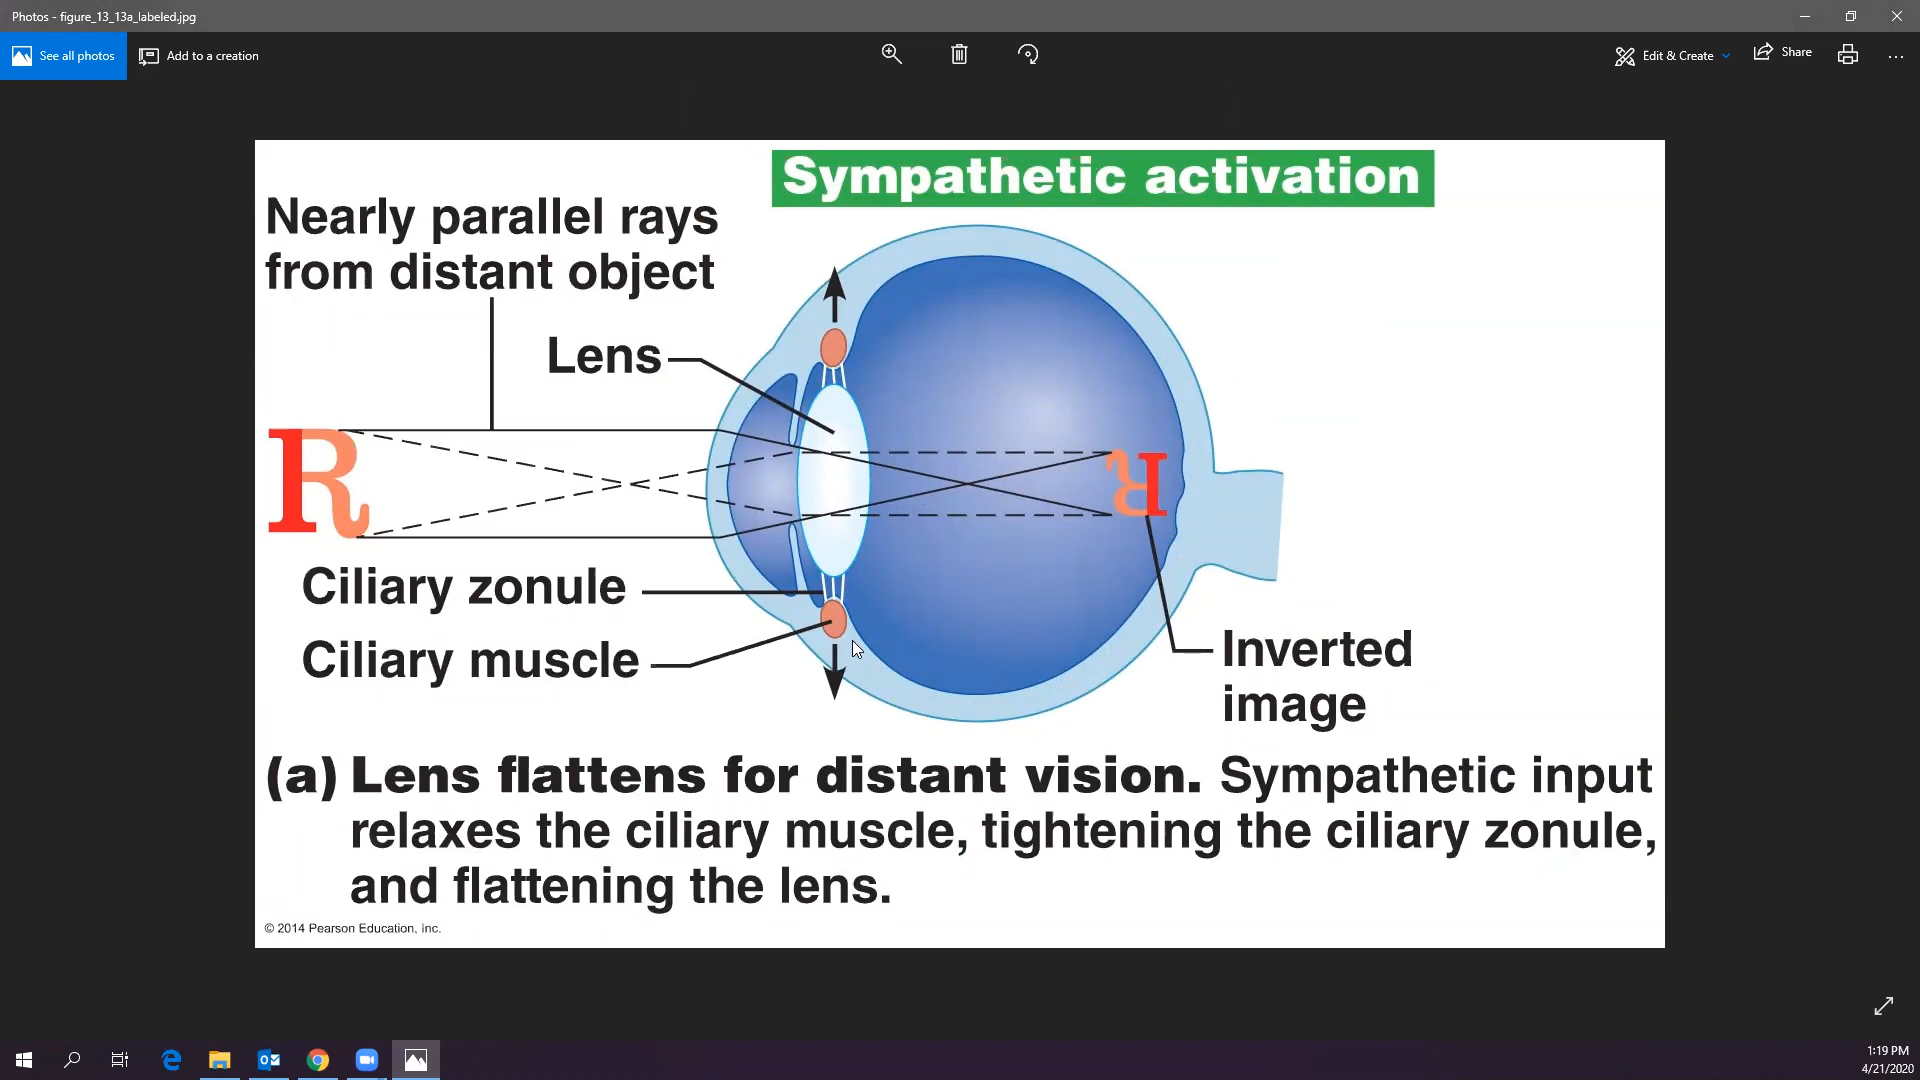 Photos - figure_13_13a_labeled.jpg
See all photos
Add to a creation
Edit & Create
Share
Sympathetic activation
Nearly parallel rays
from distant object
Lens
R
R
Ciliary zonule
Ciliary muscle
Inverted
image
(a) Lens flattens for distant vision. Sympathetic input
relaxes the ciliary muscle, tightening the ciliary zonule,
and flattening the lens.
© 2014 Pearson Education, Inc.
1:19 PM
4/21/2020